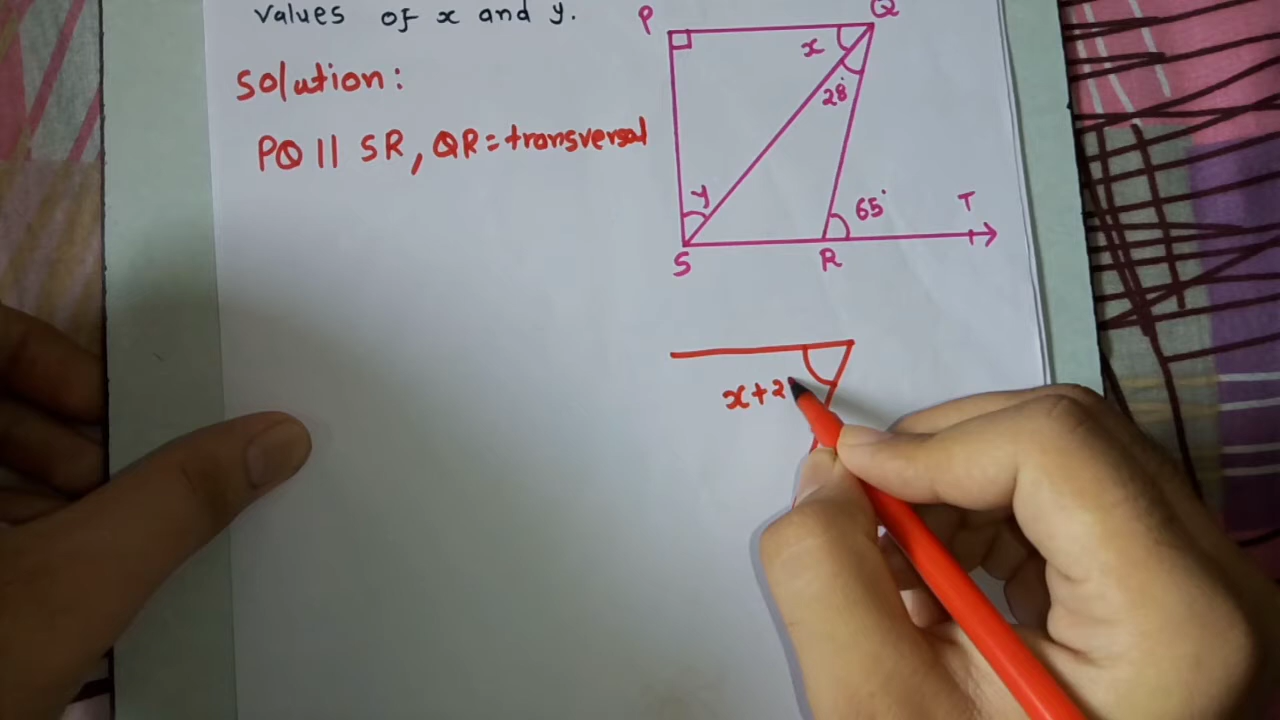 values of x and y.
Solution:
PQ || SR, QR = transversal
P
Q
x
28°
y
65°
T
S
R
x+2